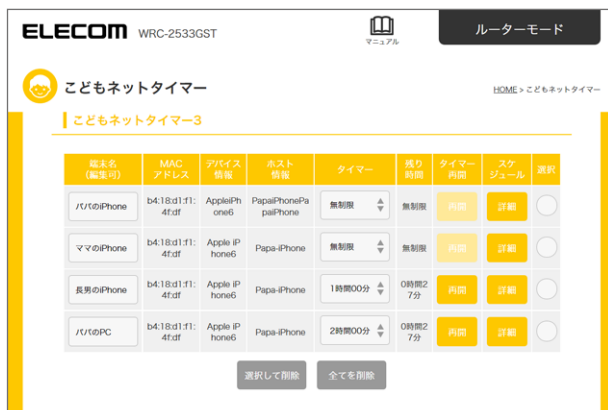 ELECOM WRC-2533GST マニュアル ルーターモード
こどもネットタイマー HOME > こどもネットタイマー
こどもネットタイマー3
端末名 MAC デバイス ホスト タイマー 残り タイマー スケ 選択
(編集可) アドレス 情報 情報 時間 再開 ジュール
パパのiPhone b4:18:d1:f1: AppleiPh PapaiPhonePa 無制限 無制限 再開 詳細
4f:df one6 paiPhone
ママのiPhone b4:18:d1:f1: Apple iP Papa-iPhone 無制限 無制限 再開 詳細
4f:df hone6
長男のiPhone b4:18:d1:f1: Apple iP Papa-iPhone 1時間00分 0時間2 再開 詳細
4f:df hone6 7分
パパのPC b4:18:d1:f1: Apple iP Papa-iPhone 2時間00分 0時間2 再開 詳細
4f:df hone6 7分
選択して削除 全てを削除